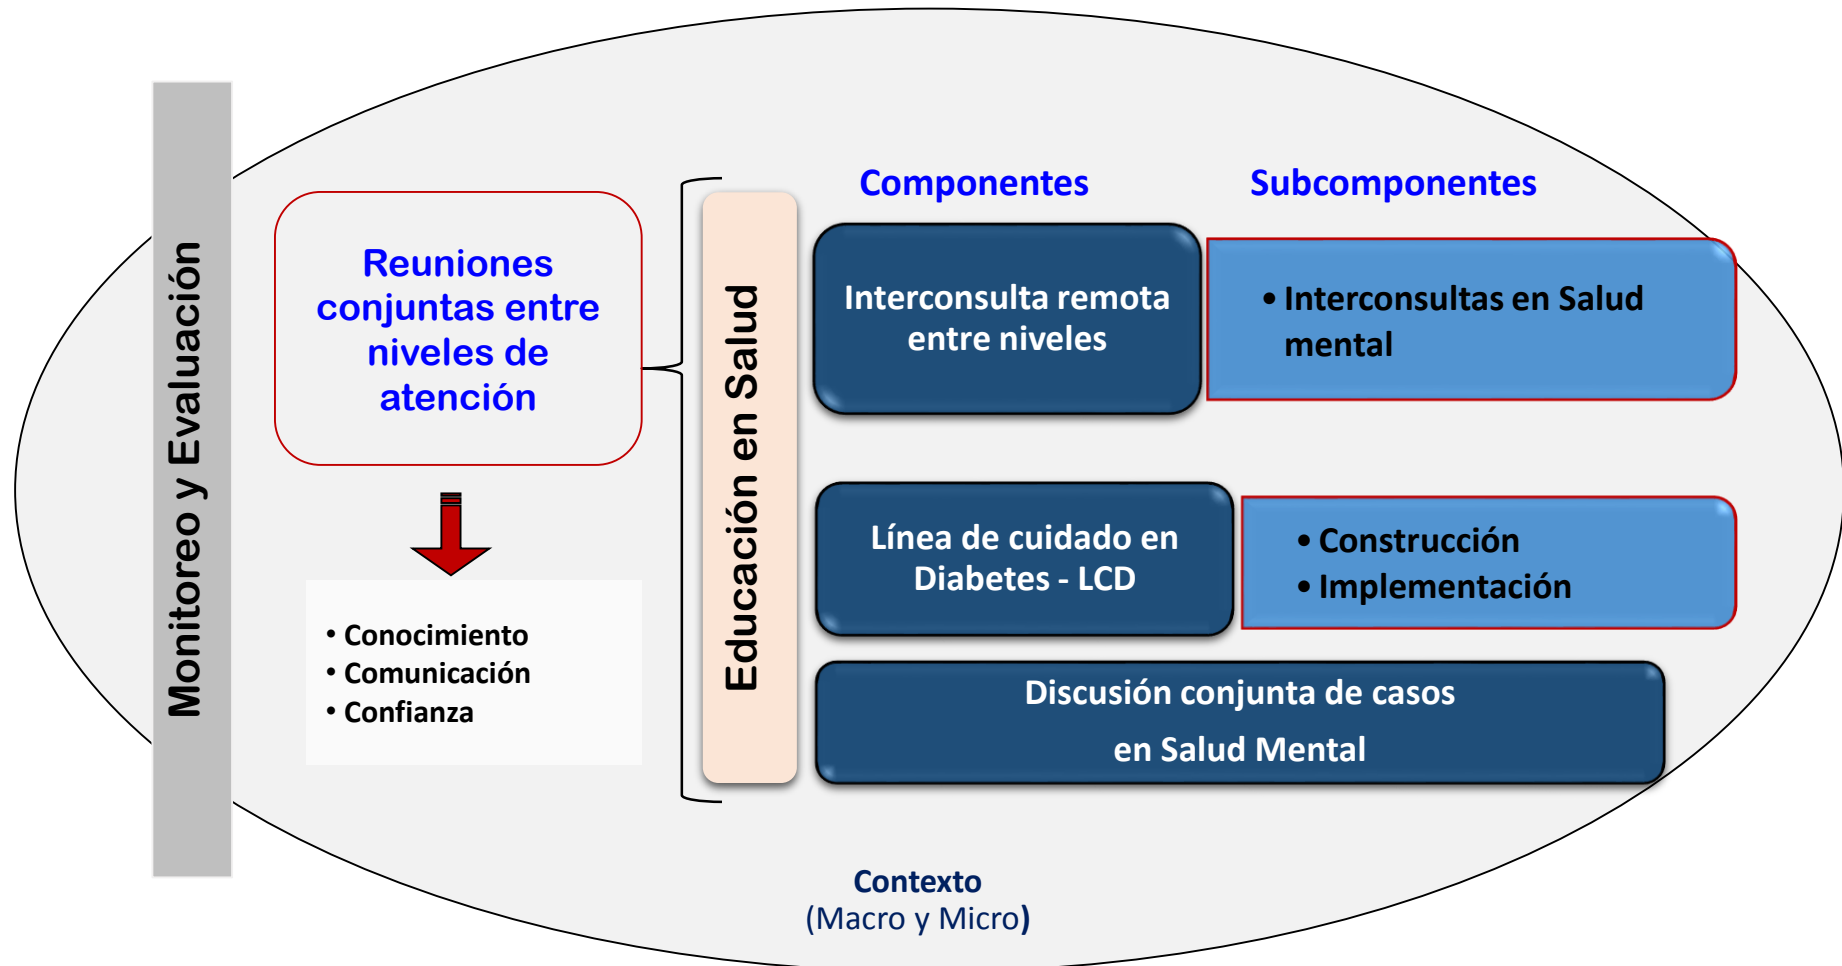 Monitoreo y Evaluación
Reuniones
conjuntas entre
niveles de
atención
• Conocimiento
• Comunicación
• Confianza
Educación en Salud
Componentes
Subcomponentes
Interconsulta remota
entre niveles
• Interconsultas en Salud
mental
Línea de cuidado en
Diabetes - LCD
• Construcción
• Implementación
Discusión conjunta de casos
en Salud Mental
Contexto
(Macro y Micro)